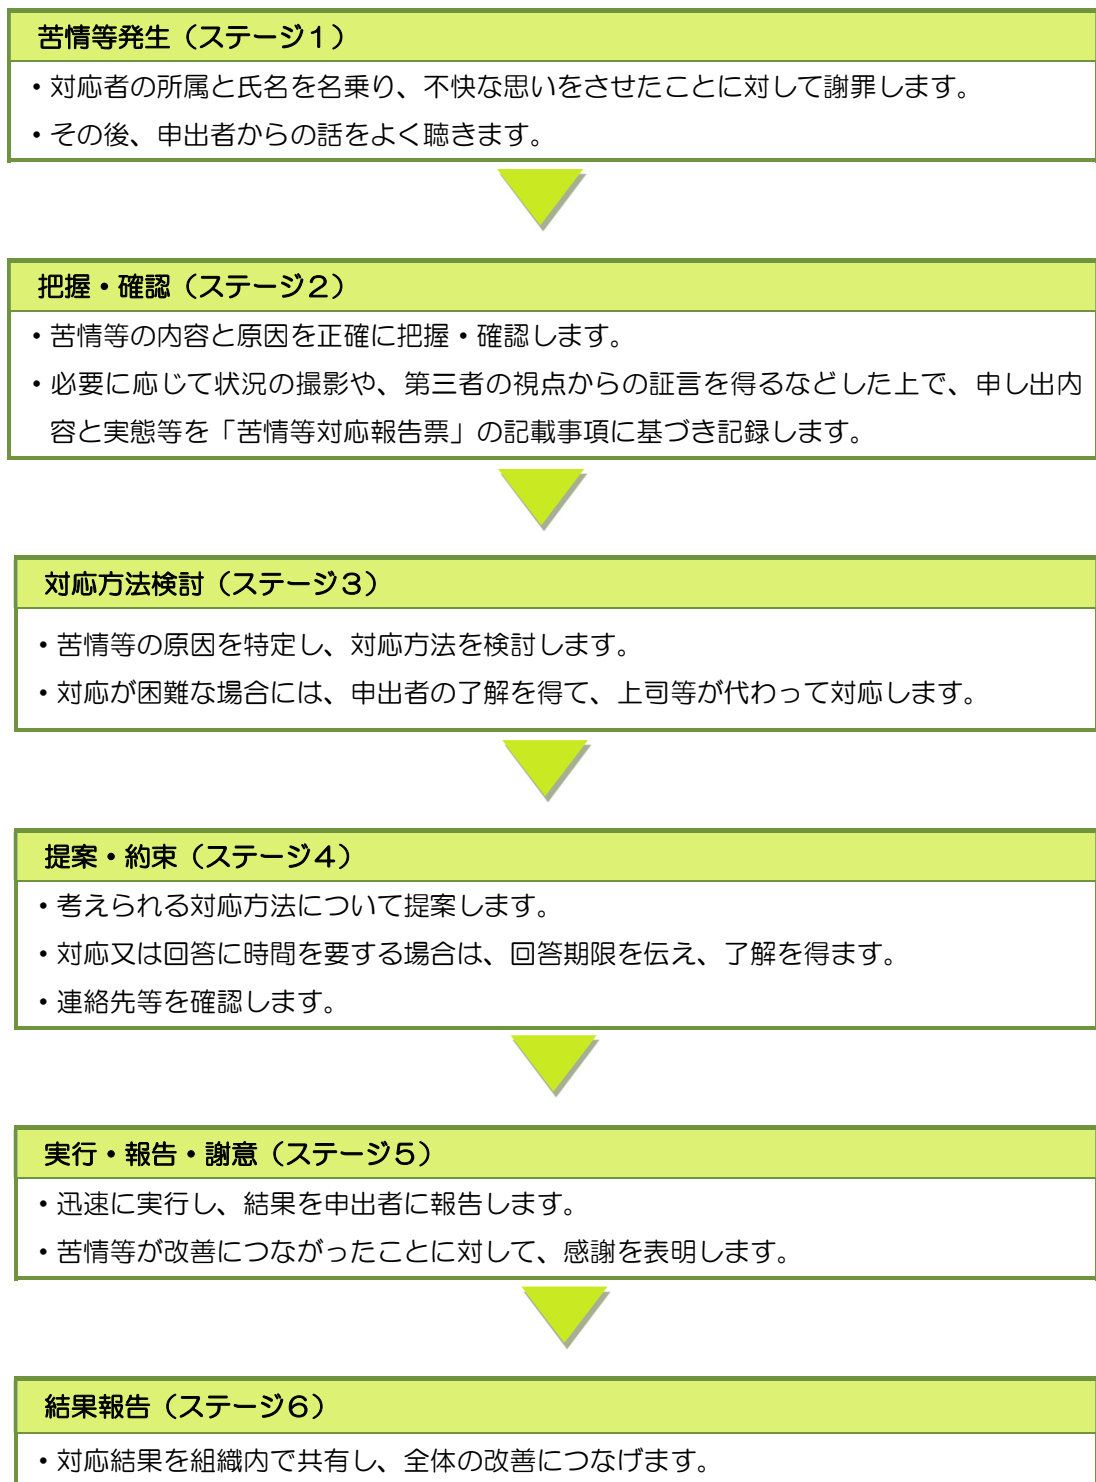 苦情等発生（ステージ１）
・対応者の所属と氏名を名乗り、不快な思いをさせたことに対して謝罪します。
・その後、申出者からの話をよく聴きます。
把握・確認（ステージ２）
・苦情等の内容と原因を正確に把握・確認します。
・必要に応じて状況の撮影や、第三者の視点からの証言を得るなどした上で、申し出内
容と実態等を「苦情等対応報告票」の記載事項に基づき記録します。
対応方法検討（ステージ３）
・苦情等の原因を特定し、対応方法を検討します。
・対応が困難な場合には、申出者の了解を得て、上司等が代わって対応します。
提案・約束（ステージ４）
・考えられる対応方法について提案します。
・対応又は回答に時間を要する場合は、回答期限を伝え、了解を得ます。
・連絡先等を確認します。
実行・報告・謝意（ステージ５）
・迅速に実行し、結果を申出者に報告します。
・苦情等が改善につながったことに対して、感謝を表明します。
結果報告（ステージ６）
・対応結果を組織内で共有し、全体の改善につなげます。